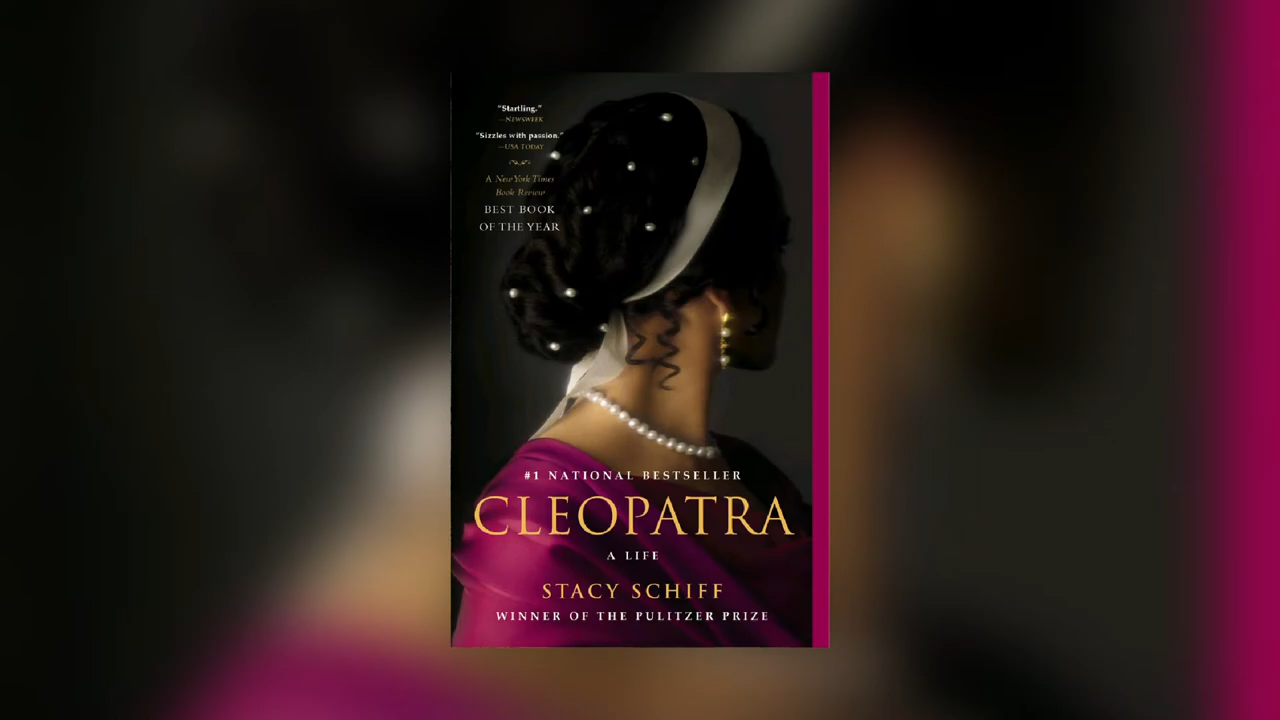 “Startling.”
—NEWSWEEK
“Sizzles with passion.”
—USA TODAY
A New York Times
Book Review
BEST BOOK
OF THE YEAR
#1 NATIONAL BESTSELLER
CLEOPATRA
A LIFE
STACY SCHIFF
WINNER OF THE PULITZER PRIZE